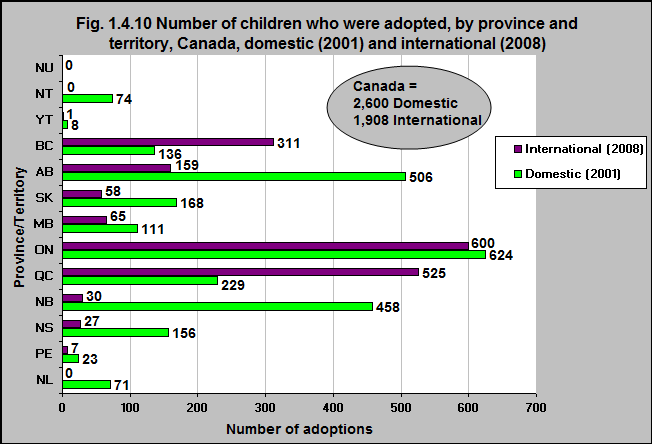 Fig. 1.4.10 Number of children who were adopted, by province and
territory, Canada, domestic (2001) and international (2008)
Province/Territory
NU 0
NT 0
74
YT 1
8
BC 311
136
AB 159
506
SK 58
168
MB 65
111
ON 600
624
QC 525
229
NB 30
458
NS 27
156
PE 7
23
NL 0
71
0 100 200 300 400 500 600 700
Number of adoptions
Canada =
2,600 Domestic
1,908 International
International (2008)
Domestic (2001)